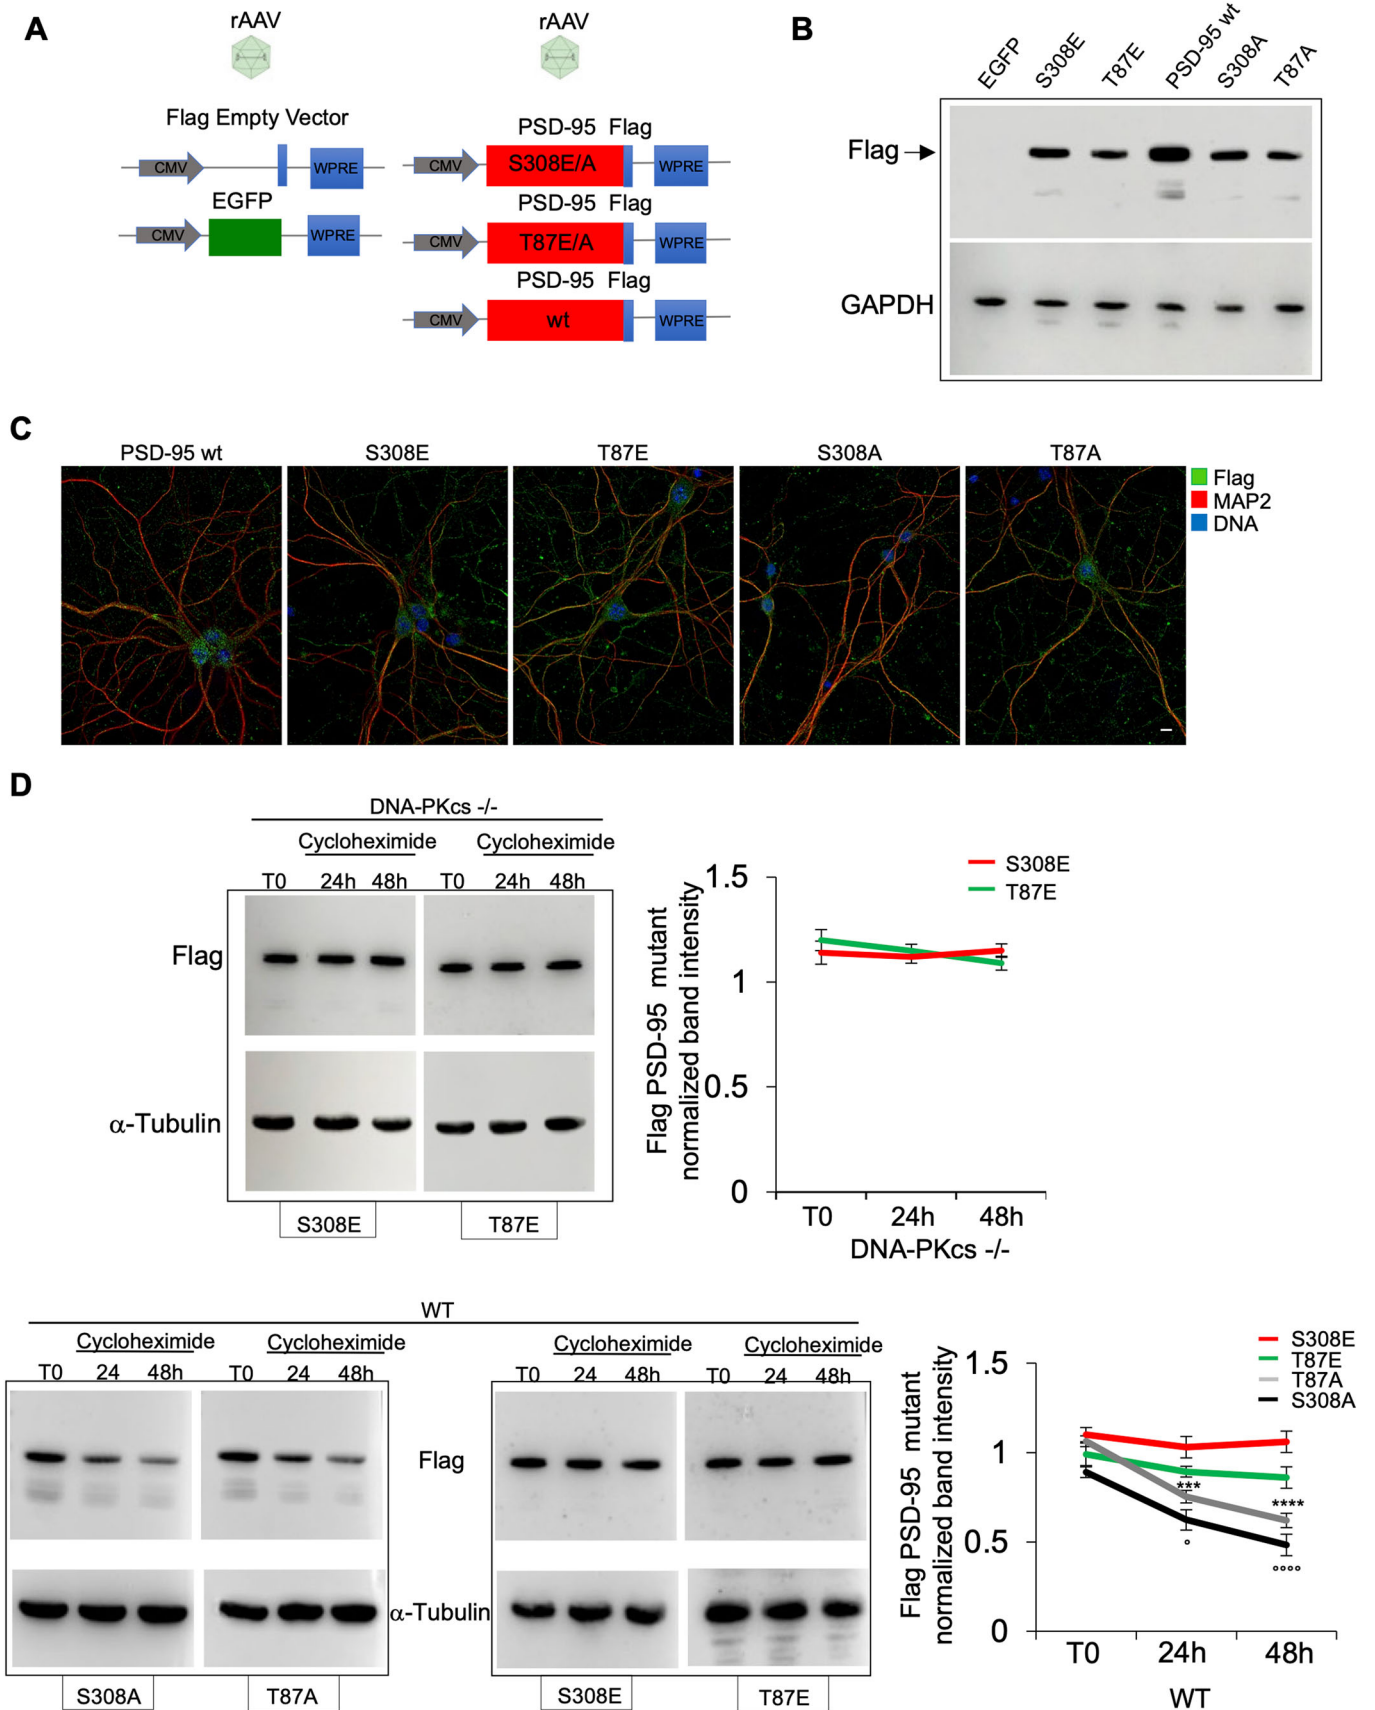 A
rAAV
rAAV
Flag Empty Vector
CMV
WPRE
EGFP
CMV
WPRE
PSD-95 Flag
CMV
S308E/A
WPRE
PSD-95 Flag
CMV
T87E/A
WPRE
PSD-95 Flag
CMV
wt
WPRE
B
EGFP
S308E
T87E
PSD-95 wt
S308A
T87A
Flag
GAPDH
C
PSD-95 wt
S308E
T87E
S308A
T87A
Flag
MAP2
DNA
D
DNA-PKcs -/-
Cycloheximide Cycloheximide
T0 24h 48h T0 24h 48h
Flag
α-Tubulin
S308E
T87E
Flag PSD-95 mutant
normalized band intensity
1.5
1
0.5
0
S308E
T87E
T0 24h 48h
DNA-PKcs -/-
WT
Cycloheximide Cycloheximide Cycloheximide Cycloheximide
T0 24 48h T0 24 48h T0 24 48h T0 24 48h
Flag
α-Tubulin
S308A
T87A
S308E
T87E
Flag PSD-95 mutant
normalized band intensity
1.5
1
0.5
0
S308E
T87E
T87A
S308A
***
****
°
°°°°
T0 24h 48h
WT